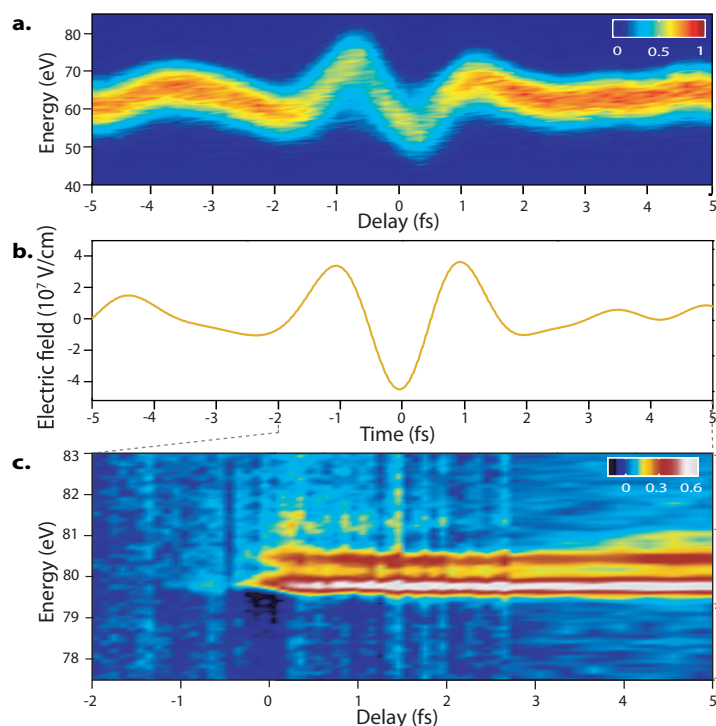 a.
Energy (eV)
80
70
60
50
40
0 0.5 1
-5 -4 -3 -2 -1 0 1 2 3 4 5
Delay (fs)
b.
Electric field (10⁷ V/cm)
4
2
0
-2
-4
-5 -4 -3 -2 -1 0 1 2 3 4 5
Time (fs)
c.
Energy (eV)
83
82
81
80
79
78
0 0.3 0.6
-2 -1 0 1 2 3 4 5
Delay (fs)